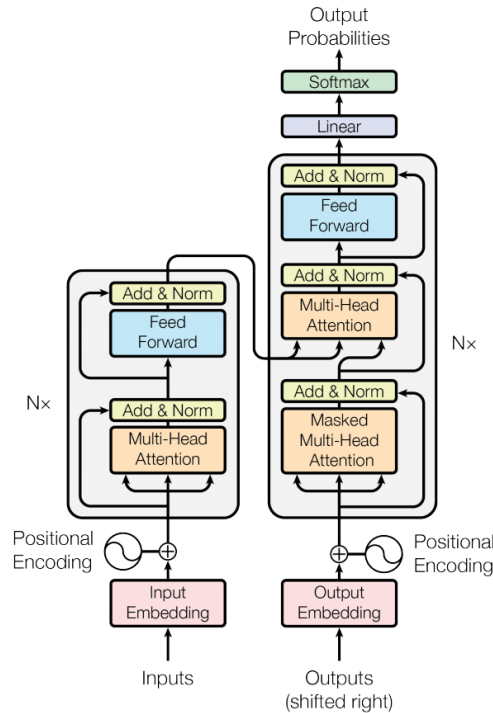 Output
Probabilities
Softmax
Linear
Add & Norm
Feed
Forward
Add & Norm
Multi-Head
Attention
Add & Norm
Masked
Multi-Head
Attention
N×
Add & Norm
Feed
Forward
Add & Norm
Multi-Head
Attention
N×
Positional
Encoding
Input
Embedding
Inputs
Positional
Encoding
Output
Embedding
Outputs
(shifted right)